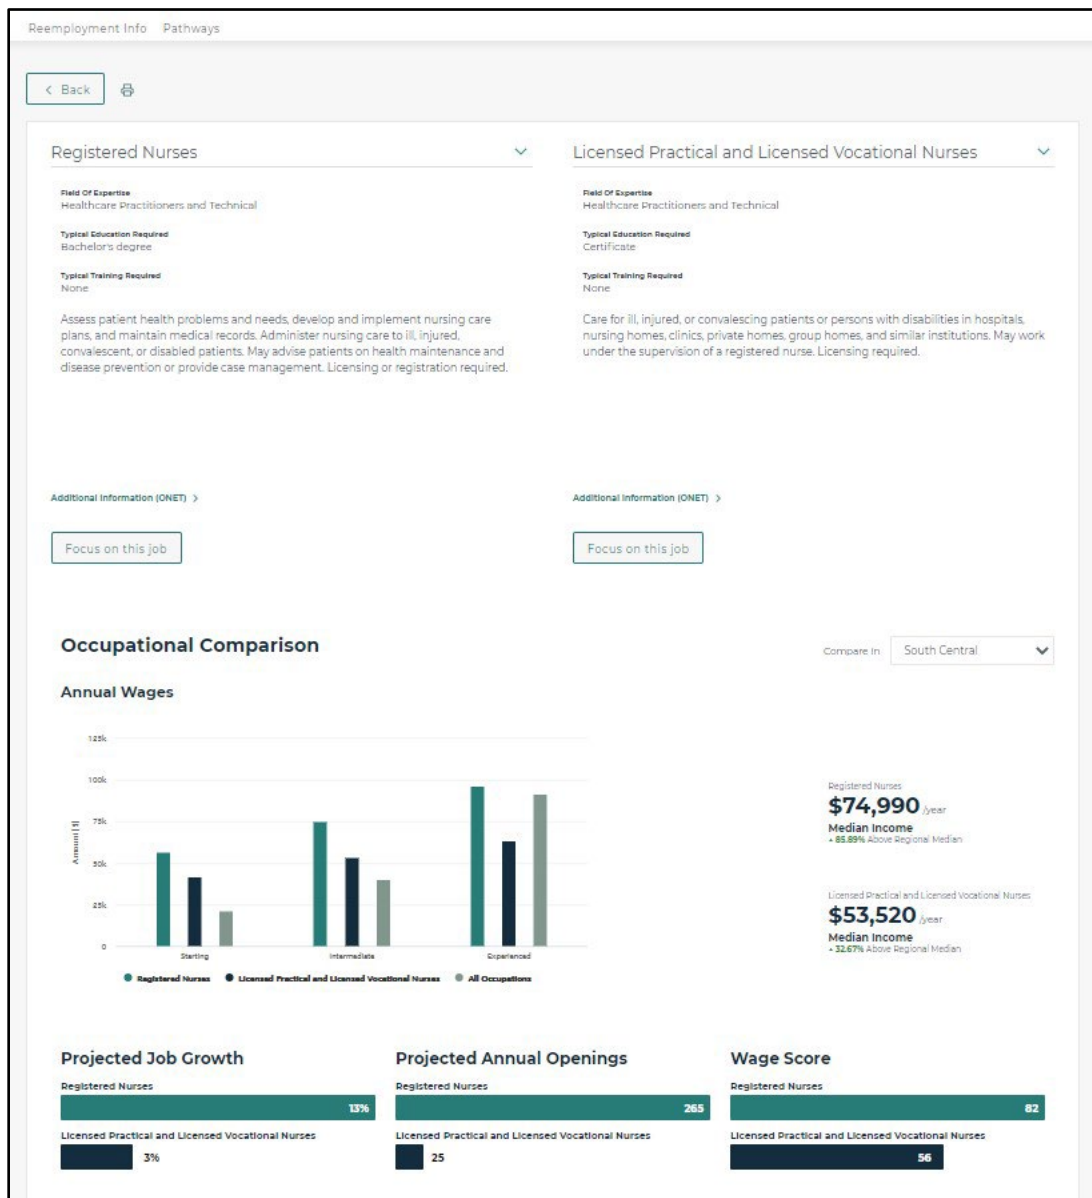 Reemployment Info Pathways
< Back
Registered Nurses
Field Of Expertise
Healthcare Practitioners and Technical
Typical Education Required
Bachelor's degree
Typical Training Required
None
Assess patient health problems and needs, develop and implement nursing care
plans, and maintain medical records. Administer nursing care to ill, injured,
convalescent, or disabled patients. May advise patients on health maintenance and
disease prevention or provide case management. Licensing or registration required.
Additional Information (ONET) >
Focus on this job
Licensed Practical and Licensed Vocational Nurses
Field Of Expertise
Healthcare Practitioners and Technical
Typical Education Required
Certificate
Typical Training Required
None
Care for ill, injured, or convalescing patients or persons with disabilities in hospitals,
nursing homes, clinics, private homes, group homes, and similar institutions. May work
under the supervision of a registered nurse. Licensing required.
Additional Information (ONET) >
Focus on this job
Occupational Comparison
Compare In South Central
Annual Wages
125k
100k
75k
50k
25k
0
Amount [$]
Starting Intermediate Experienced
Registered Nurses Licensed Practical and Licensed Vocational Nurses All Occupations
Registered Nurses
$74,990 /year
Median Income
85.89% Above Regional Median
Licensed Practical and Licensed Vocational Nurses
$53,520 /year
Median Income
32.67% Above Regional Median
Projected Job Growth
Registered Nurses
13%
Licensed Practical and Licensed Vocational Nurses
3%
Projected Annual Openings
Registered Nurses
265
Licensed Practical and Licensed Vocational Nurses
25
Wage Score
Registered Nurses
82
Licensed Practical and Licensed Vocational Nurses
56